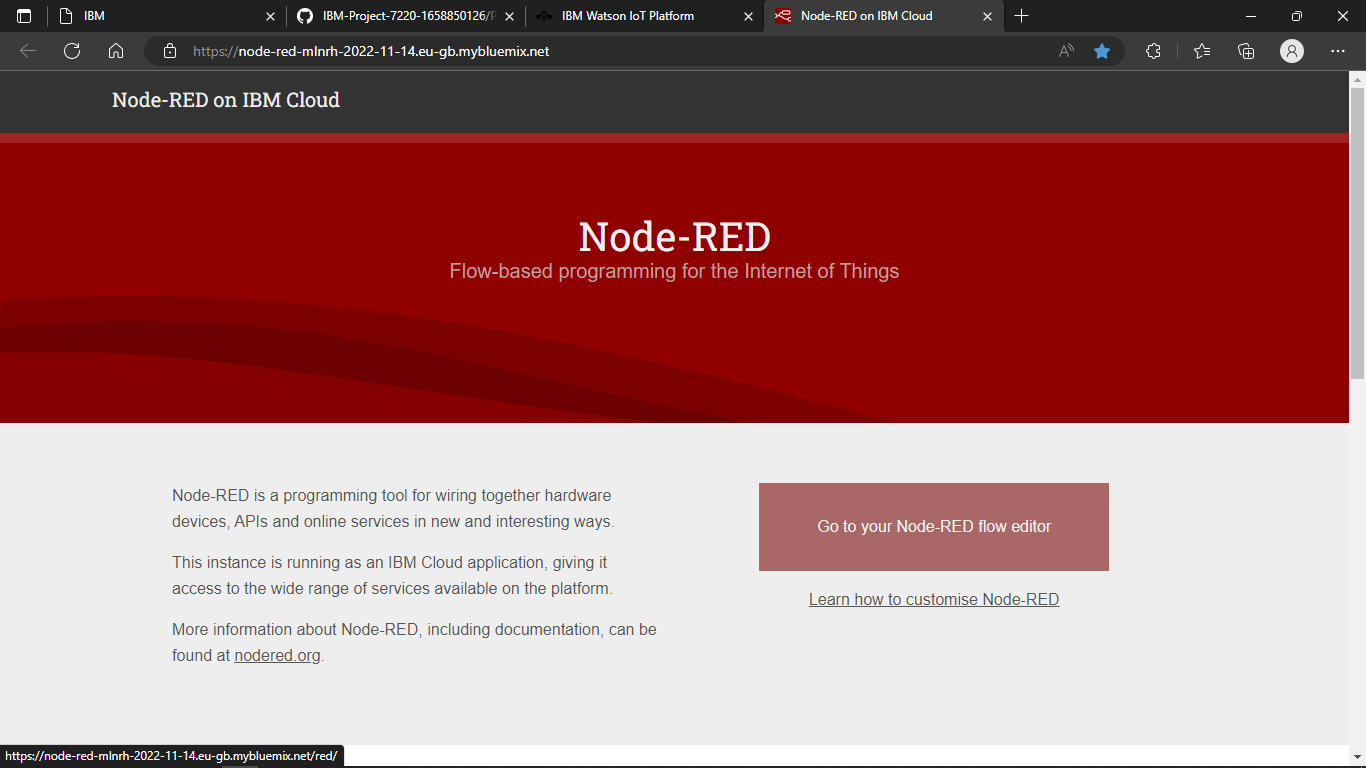 IBM
IBM-Project-7220-1658850126/P
IBM Watson IoT Platform
Node-RED on IBM Cloud
https://node-red-mlnrh-2022-11-14.eu-gb.mybluemix.net
Node-RED on IBM Cloud
Node-RED
Flow-based programming for the Internet of Things
Node-RED is a programming tool for wiring together hardware
devices, APIs and online services in new and interesting ways.
This instance is running as an IBM Cloud application, giving it
access to the wide range of services available on the platform.
More information about Node-RED, including documentation, can be
found at nodered.org.
Go to your Node-RED flow editor
Learn how to customise Node-RED
https://node-red-mlnrh-2022-11-14.eu-gb.mybluemix.net/red/